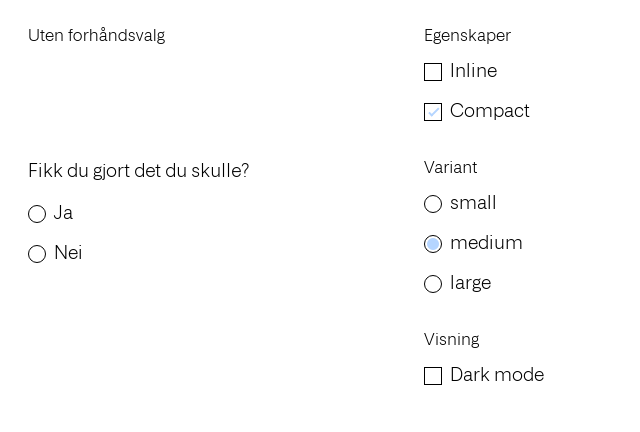 Uten forhåndsvalg
Fikk du gjort det du skulle?
Ja
Nei
Egenskaper
Inline
Compact
Variant
small
medium
large
Visning
Dark mode